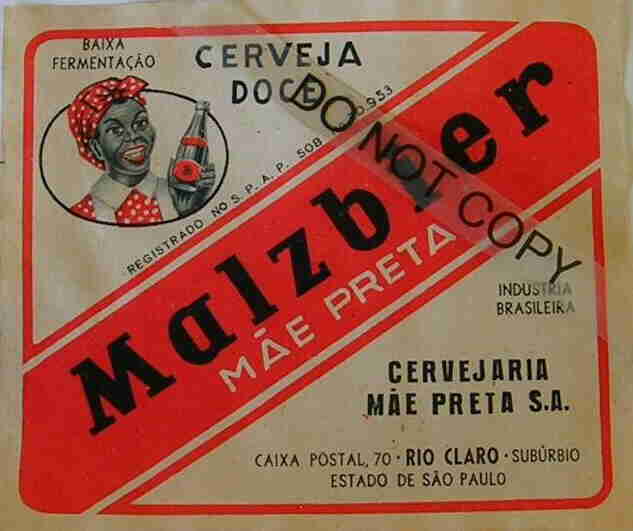 BAIXA
FERMENTAÇÃO
CERVEJA
DOCE
REGISTRADO NO S. P. A. P. SOB
Malzbier
MÃE PRETA
DO NOT COPY
INDUSTRIA
BRASILEIRA
CERVEJARIA
MÃE PRETA S.A.
CAIXA POSTAL, 70 · RIO CLARO · SUBÚRBIO
ESTADO DE SÃO PAULO